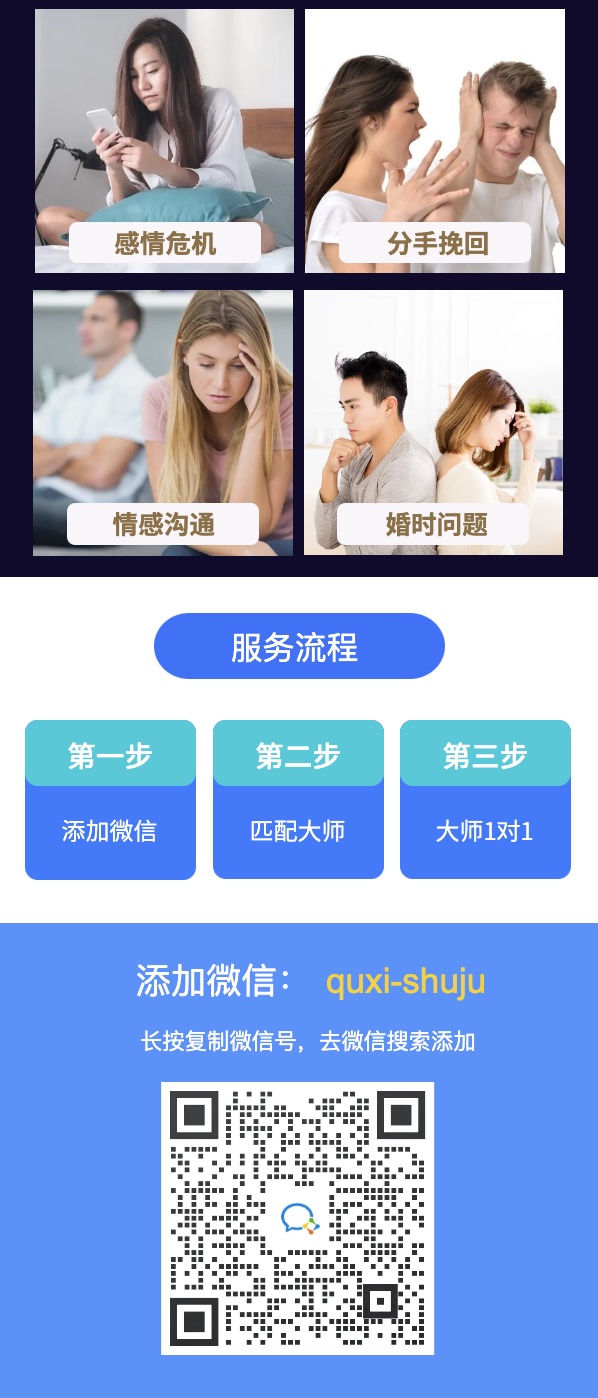 感情危机
分手挽回
情感沟通
婚时问题
服务流程
第一步
添加微信
第二步
匹配大师
第三步
大师1对1
添加微信： quxi-shuju
长按复制微信号，去微信搜索添加